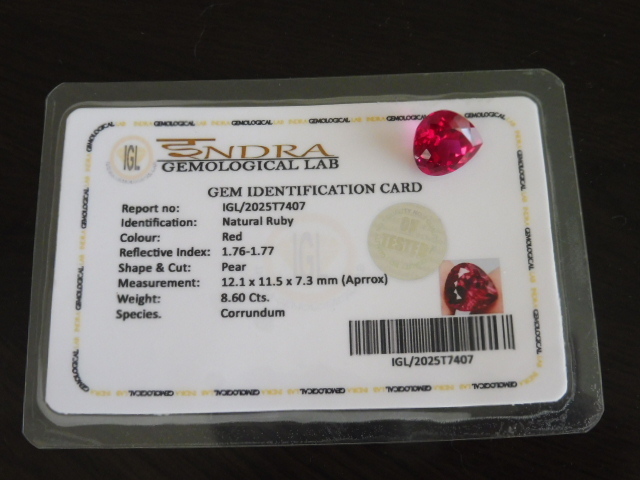 IGL
INDRA
GEMOLOGICAL LAB
GEM IDENTIFICATION CARD
Report no: IGL/2025T7407
Identification: Natural Ruby
Colour: Red
Reflective Index: 1.76-1.77
Shape & Cut: Pear
Measurement: 12.1 x 11.5 x 7.3 mm (Aprrox)
Weight: 8.60 Cts.
Species. Corrundum
TESTED
IGL/2025T7407